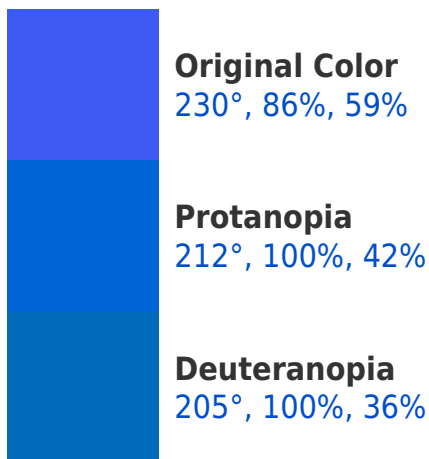 Original Color
230°, 86%, 59%
Protanopia
212°, 100%, 42%
Deuteranopia
205°, 100%, 36%